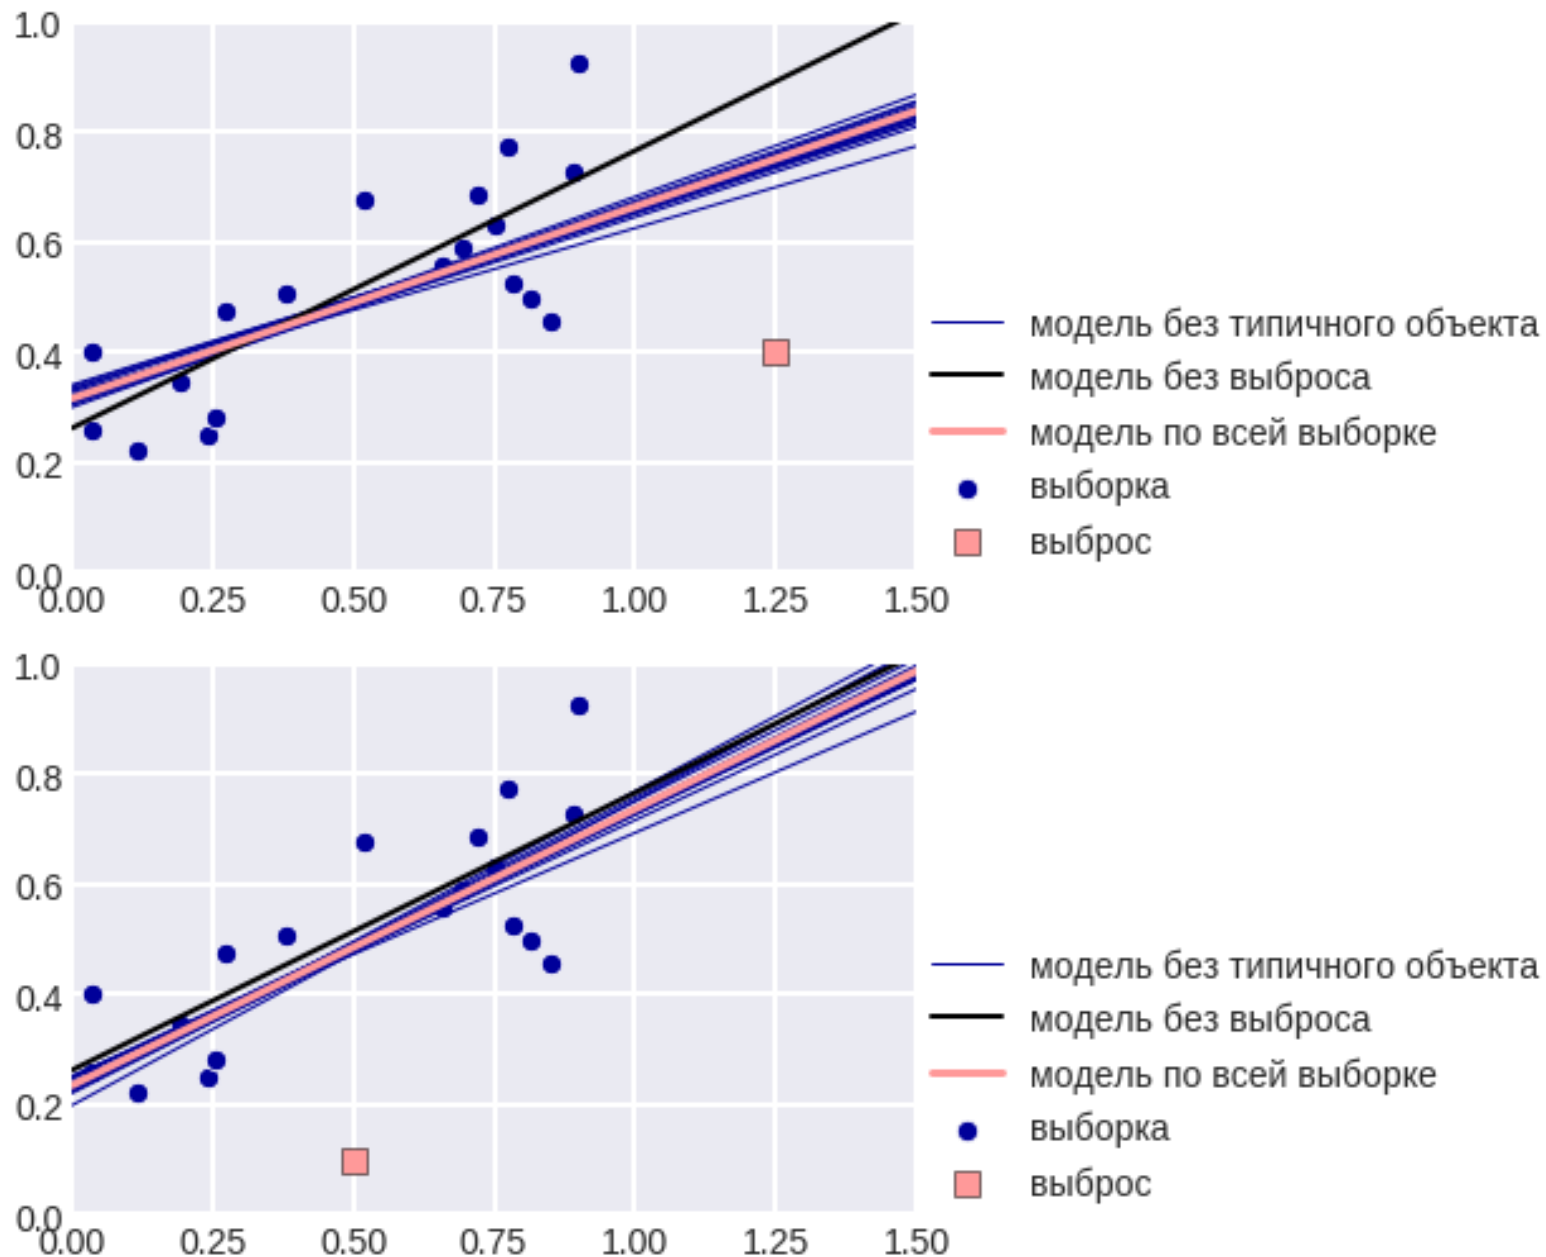 1.0
0.8
0.6
0.4
0.2
0.0
0.00 0.25 0.50 0.75 1.00 1.25 1.50
модель без типичного объекта
модель без выброса
модель по всей выборке
выборка
выброс
1.0
0.8
0.6
0.4
0.2
0.0
0.00 0.25 0.50 0.75 1.00 1.25 1.50
модель без типичного объекта
модель без выброса
модель по всей выборке
выборка
выброс